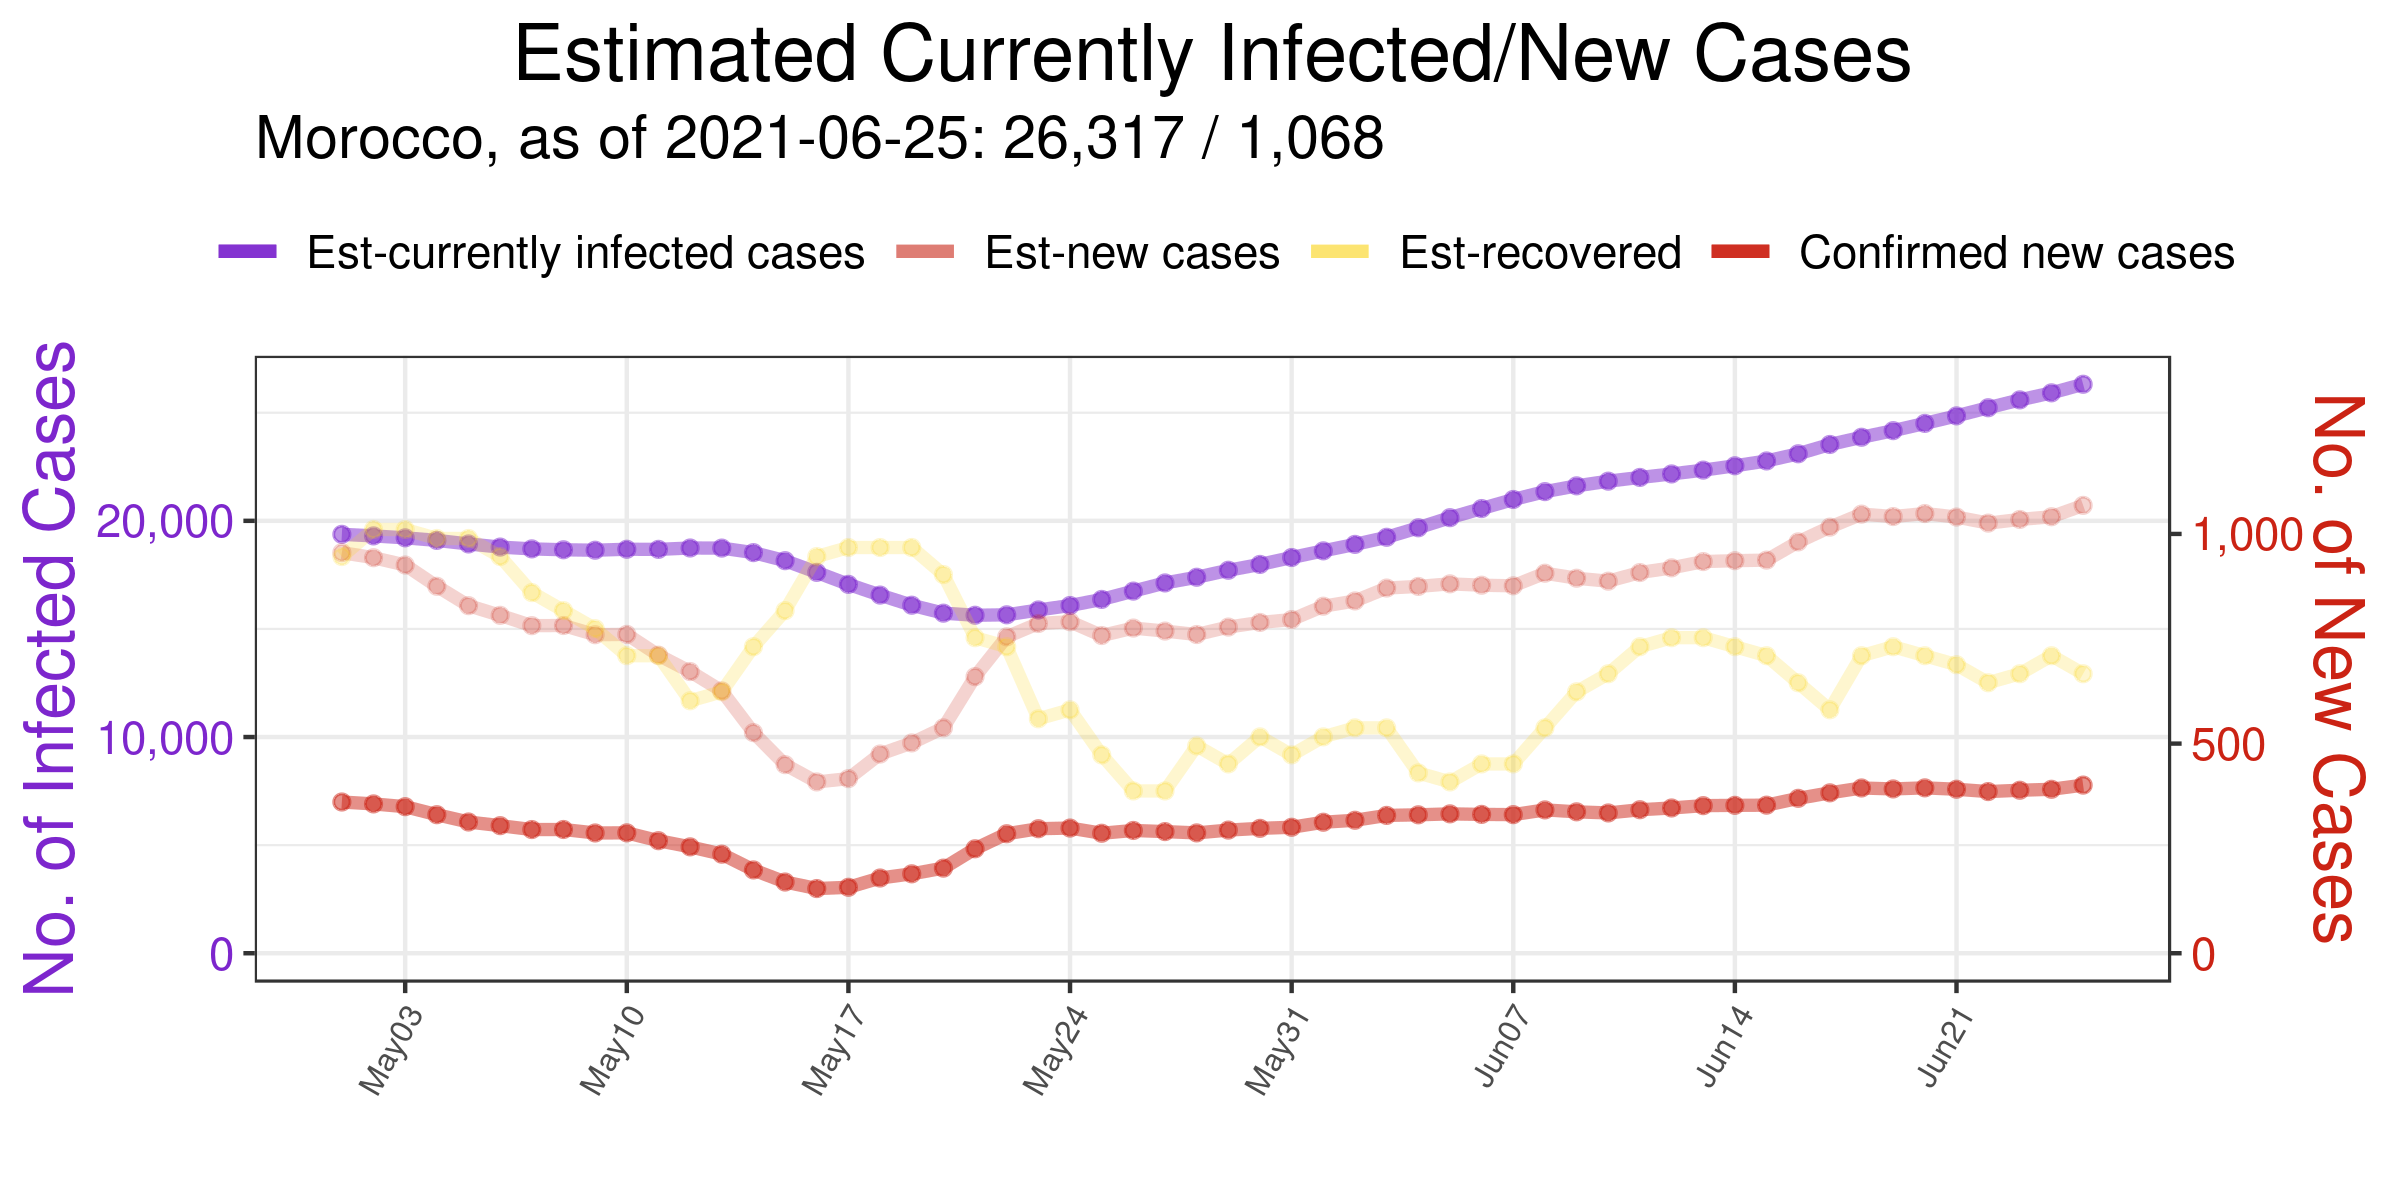 Estimated Currently Infected/New Cases
Morocco, as of 2021-06-25: 26,317 / 1,068
Est-currently infected cases Est-new cases Est-recovered Confirmed new cases
No. of Infected Cases
20,000
10,000
0
1,000
500
0
No. of New Cases
May03 May10 May17 May24 May31 Jun07 Jun14 Jun21